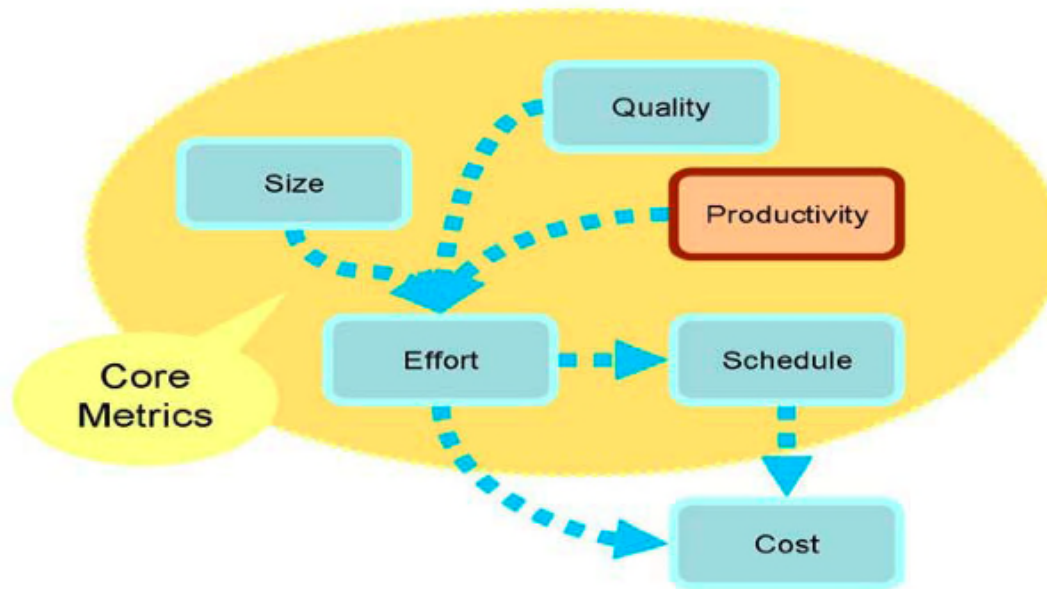 Quality
Size
Productivity
Effort
Schedule
Core
Metrics
Cost